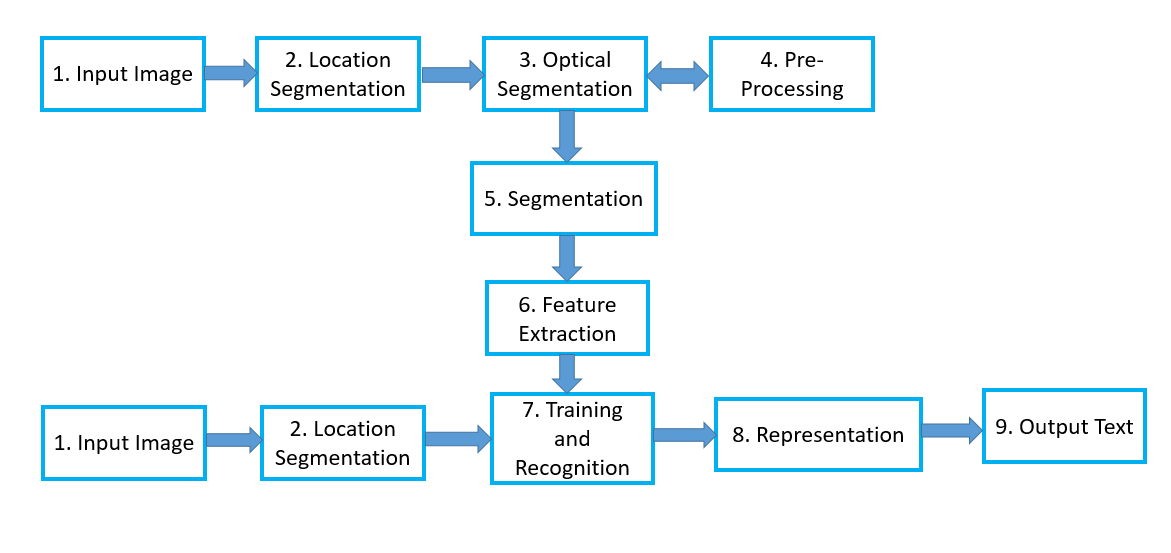 1. Input Image
2. Location
Segmentation
3. Optical
Segmentation
4. Pre-
Processing
5. Segmentation
6. Feature
Extraction
1. Input Image
2. Location
Segmentation
7. Training
and
Recognition
8. Representation
9. Output Text